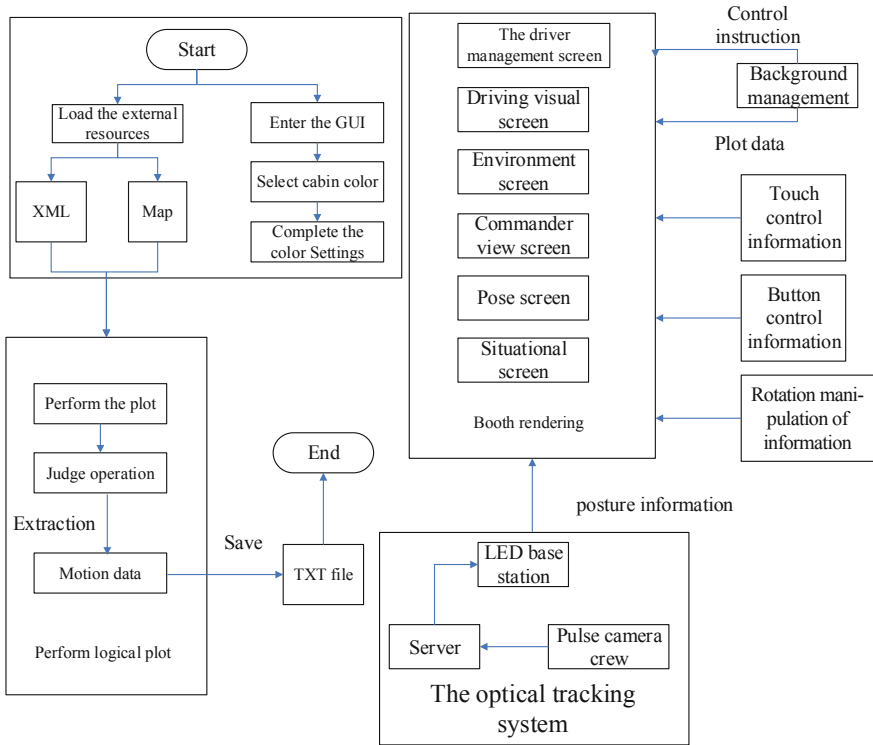 Start
Load the external
resources
Enter the GUI
XML
Map
Select cabin color
Complete the
color Settings
Perform the plot
Judge operation
Extraction
Motion data
Perform logical plot
Save
TXT file
End
The driver
management screen
Driving visual
screen
Environment
screen
Commander
view screen
Pose screen
Situational
screen
Booth rendering
Control
instruction
Background
management
Plot data
Touch
control
information
Button
control
information
Rotation mani-
pulation of
information
posture information
LED base
station
Server
Pulse camera
crew
The optical tracking
system